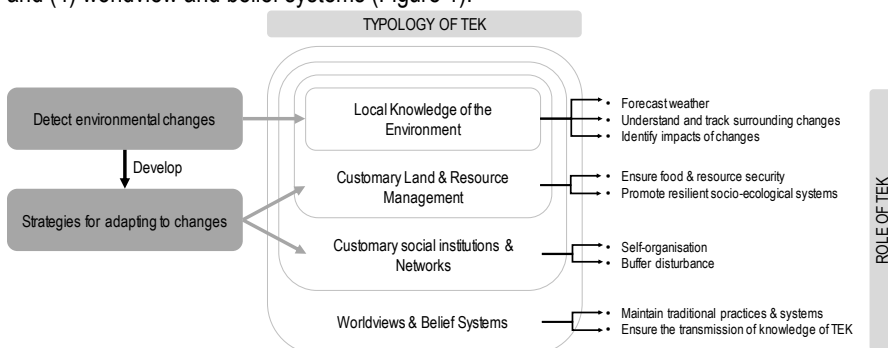 and (4) worldview and belief systems (Figure 1).
TYPOLOGY OF TEK
Detect environmental changes
Develop
Strategies for adapting to changes
Local Knowledge of the
Environment
Customary Land & Resource
Management
Customary social institutions &
Networks
Worldviews & Belief Systems
• Forecast weather
• Understand and track surrounding changes
• Identify impacts of changes
• Ensure food & resource security
• Promote resilient socio-ecological systems
• Self-organisation
• Buffer disturbance
• Maintain traditional practices & systems
• Ensure the transmission of knowledge of TEK
ROLE OF TEK